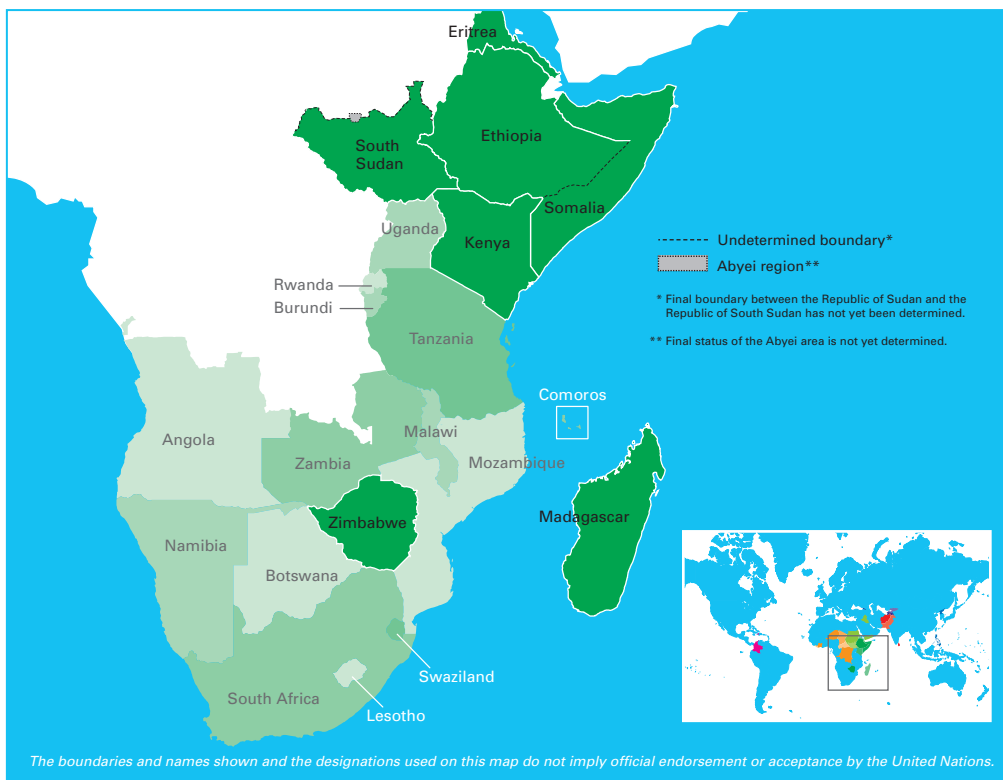 Eritrea
Ethiopia
South
Sudan
Somalia
Uganda
Kenya
Undetermined boundary*
Abyei region**
Rwanda
Burundi
* Final boundary between the Republic of Sudan and the
Republic of South Sudan has not yet been determined.
** Final status of the Abyei area is not yet determined.
Tanzania
Comoros
Angola
Malawi
Zambia
Mozambique
Madagascar
Zimbabwe
Namibia
Botswana
Swaziland
South Africa
Lesotho
The boundaries and names shown and the designations used on this map do not imply official endorsement or acceptance by the United Nations.